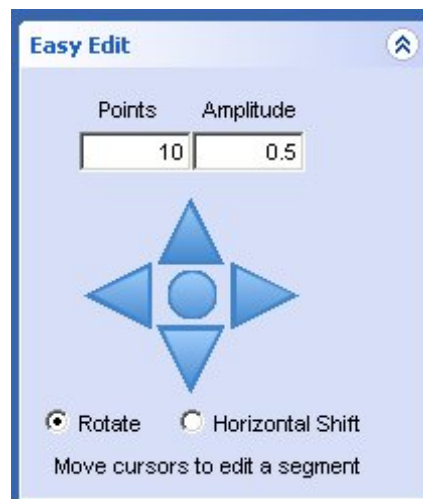 Easy Edit
Points Amplitude
10 0.5
Rotate Horizontal Shift
Move cursors to edit a segment